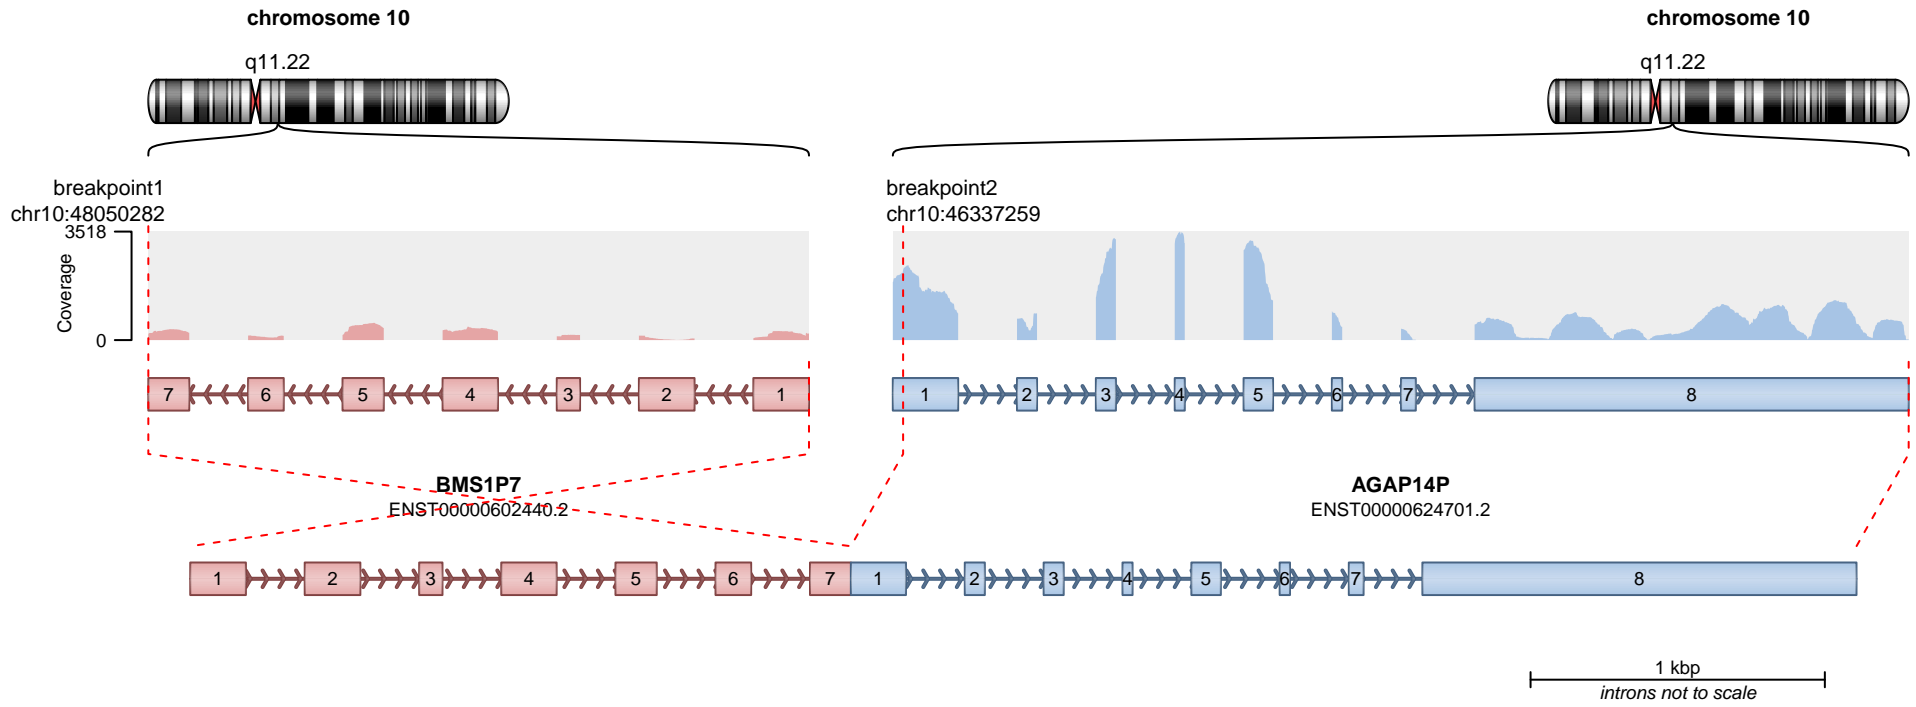 chromosome 10
chromosome 10
q11.22
q11.22
breakpoint1
chr10:48050282
breakpoint2
chr10:46337259
3518
Coverage
0
7 6 5 4 3 2 1
1 2 3 4 5 6 7 8
BMS1P7
ENST00000602440.2
AGAP14P
ENST00000624701.2
1 2 3 4 5 6 7 1 2 3 4 5 6 7 8
1 kbp
introns not to scale